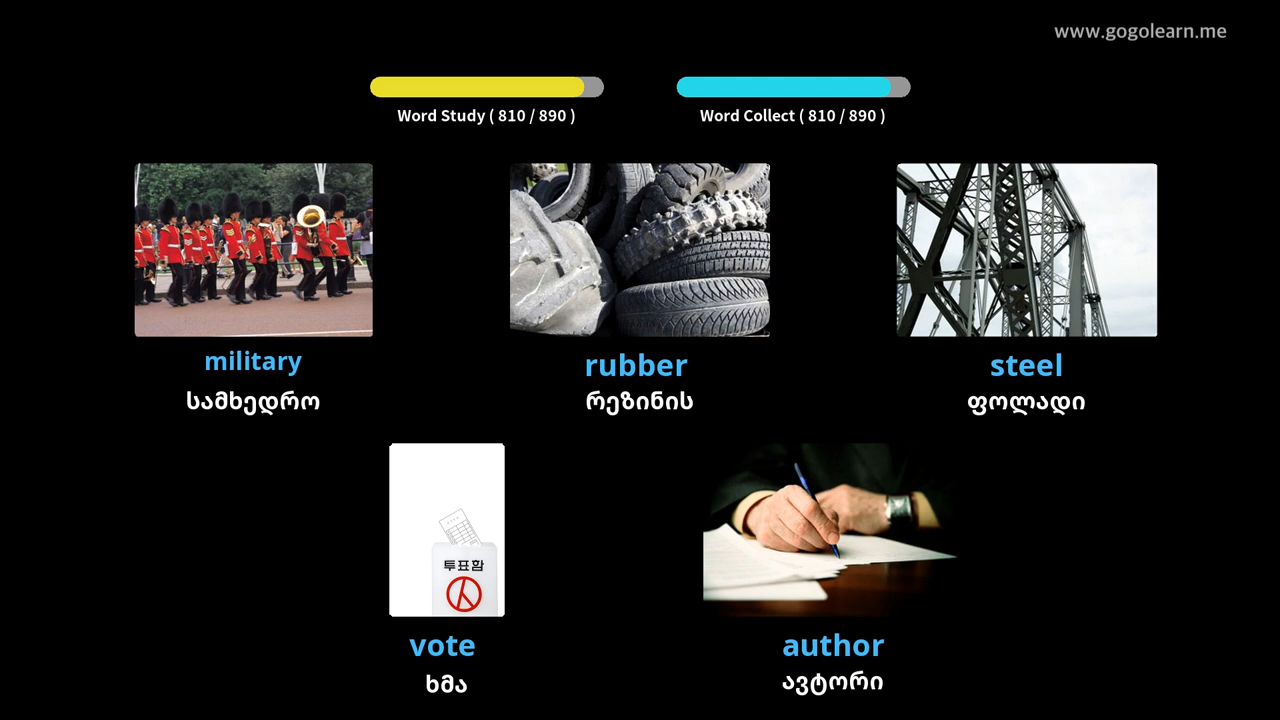 www.gogolearn.me
Word Study ( 810 / 890 )
Word Collect ( 810 / 890 )
military
rubber
steel
სამხედრო
რეზინის
ფოლადი
투표함
vote
author
ხმა
ავტორი